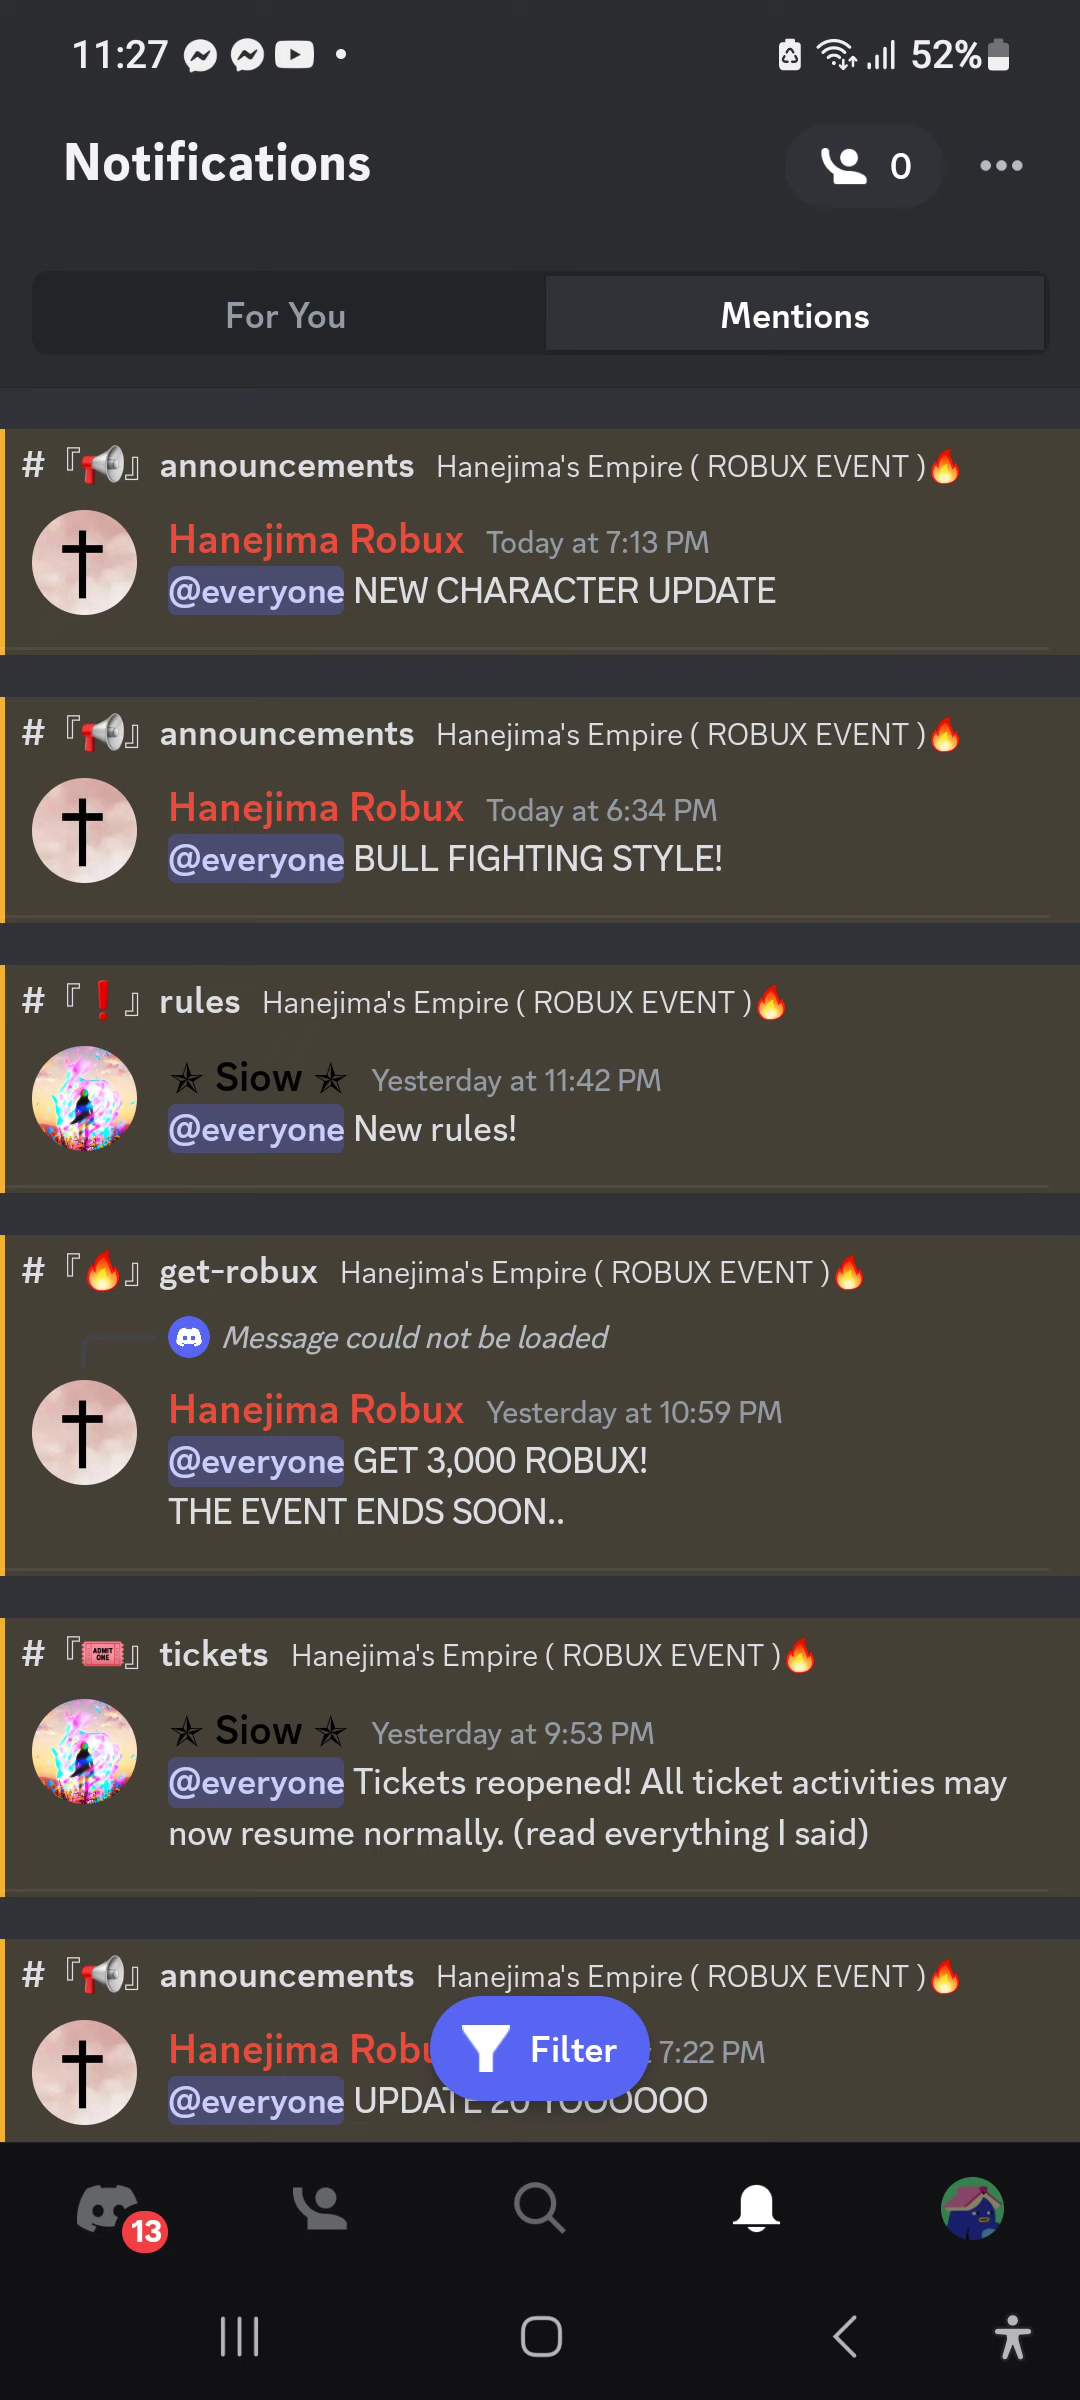 11:27
52%
Notifications
0
For You
Mentions
# 『📢』 announcements Hanejima's Empire ( ROBUX EVENT )🔥
Hanejima Robux Today at 7:13 PM
@everyone NEW CHARACTER UPDATE
# 『📢』 announcements Hanejima's Empire ( ROBUX EVENT )🔥
Hanejima Robux Today at 6:34 PM
@everyone BULL FIGHTING STYLE!
# 『❗』 rules Hanejima's Empire ( ROBUX EVENT )🔥
✯ Siow ✯ Yesterday at 11:42 PM
@everyone New rules!
# 『🔥』 get-robux Hanejima's Empire ( ROBUX EVENT )🔥
Message could not be loaded
Hanejima Robux Yesterday at 10:59 PM
@everyone GET 3,000 ROBUX!
THE EVENT ENDS SOON..
# 『🎟』 tickets Hanejima's Empire ( ROBUX EVENT )🔥
ADMIT
ONE
✯ Siow ✯ Yesterday at 9:53 PM
@everyone Tickets reopened! All ticket activities may
now resume normally. (read everything I said)
# 『📢』 announcements Hanejima's Empire ( ROBUX EVENT )🔥
Hanejima 7:22 PM
@everyone UPDATE 20
Filter
13